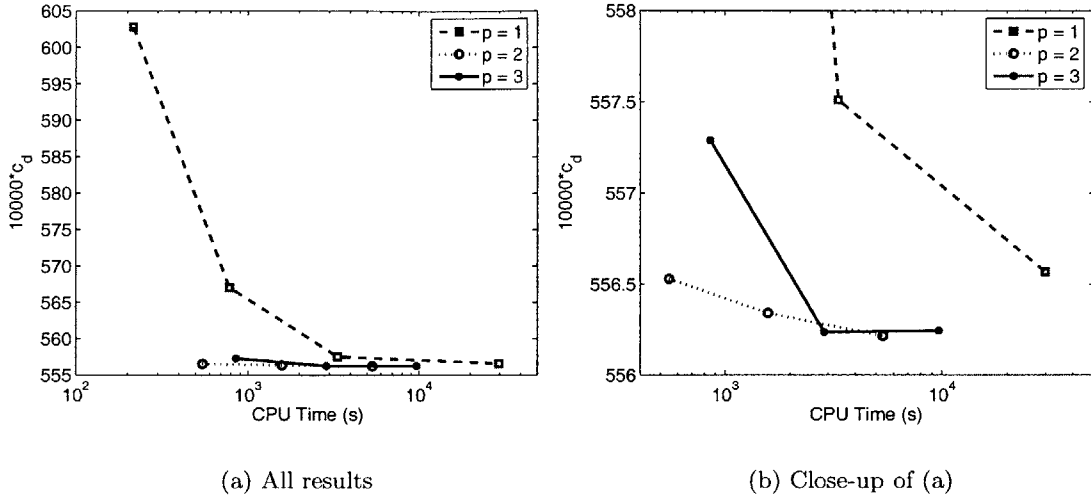 605
600
595
590
585
580
575
570
565
560
555
10000*c_d
10^2
10^3
10^4
CPU Time (s)
p = 1
p = 2
p = 3
(a) All results
558
557.5
557
556.5
556
10000*c_d
10^3
10^4
CPU Time (s)
p = 1
p = 2
p = 3
(b) Close-up of (a)